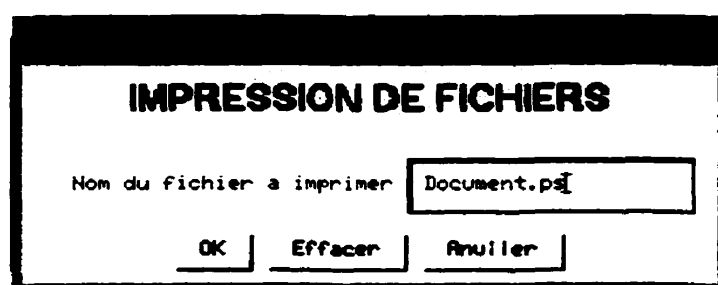 IMPRESSION DE FICHIERS
Nom du fichier a imprimer Document.ps
OK Effacer Annuler